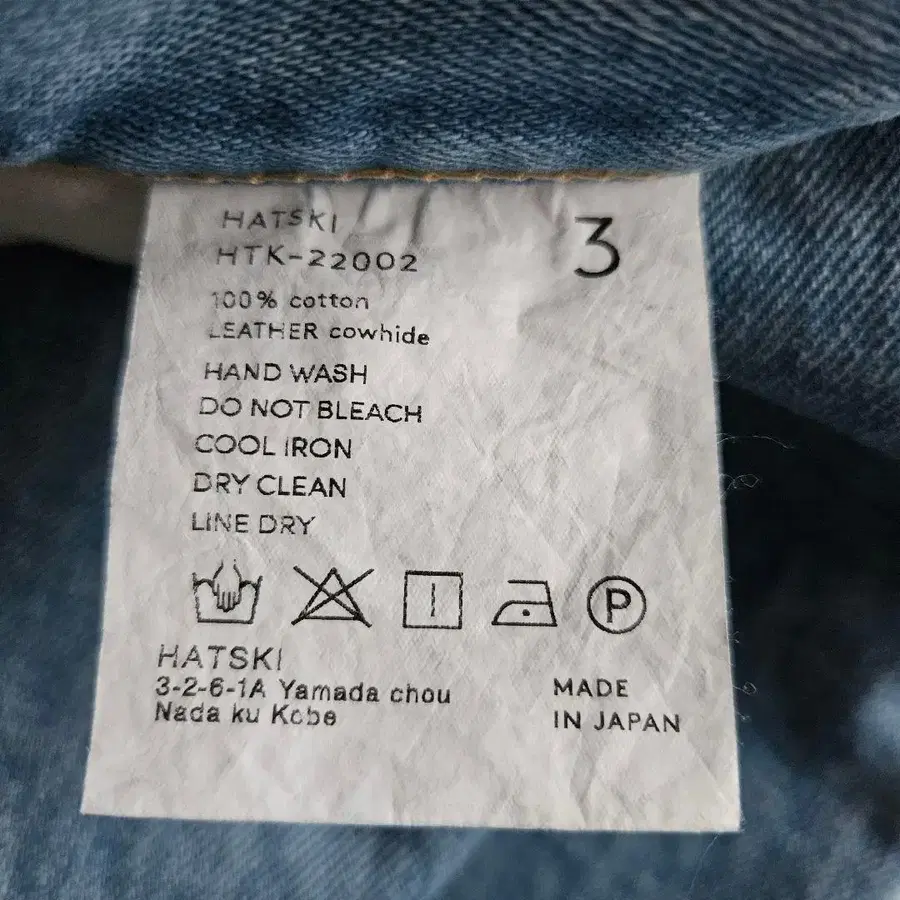 HATSKI
3
HTK-22002
100% cotton
LEATHER cowhide
HAND WASH
DO NOT BLEACH
COOL IRON
DRY CLEAN
LINE DRY
P
HATSKI
3-2-6-1A Yamada chou
Nada ku Kobe
MADE
IN JAPAN